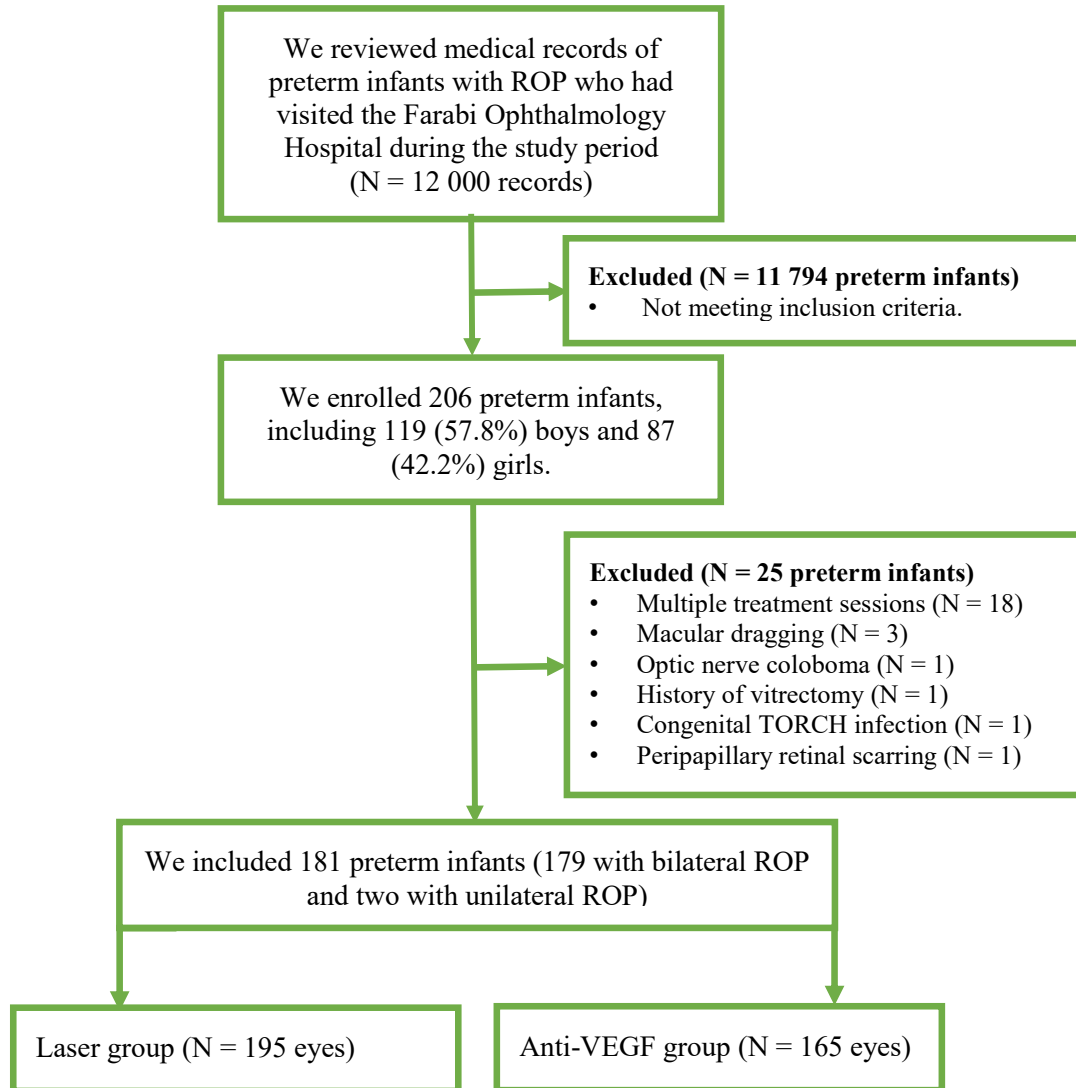 We reviewed medical records of
preterm infants with ROP who had
visited the Farabi Ophthalmology
Hospital during the study period
(N = 12 000 records)
Excluded (N = 11 794 preterm infants)
• Not meeting inclusion criteria.
We enrolled 206 preterm infants,
including 119 (57.8%) boys and 87
(42.2%) girls.
Excluded (N = 25 preterm infants)
• Multiple treatment sessions (N = 18)
• Macular dragging (N = 3)
• Optic nerve coloboma (N = 1)
• History of vitrectomy (N = 1)
• Congenital TORCH infection (N = 1)
• Peripapillary retinal scarring (N = 1)
We included 181 preterm infants (179 with bilateral ROP
and two with unilateral ROP)
Laser group (N = 195 eyes)
Anti-VEGF group (N = 165 eyes)